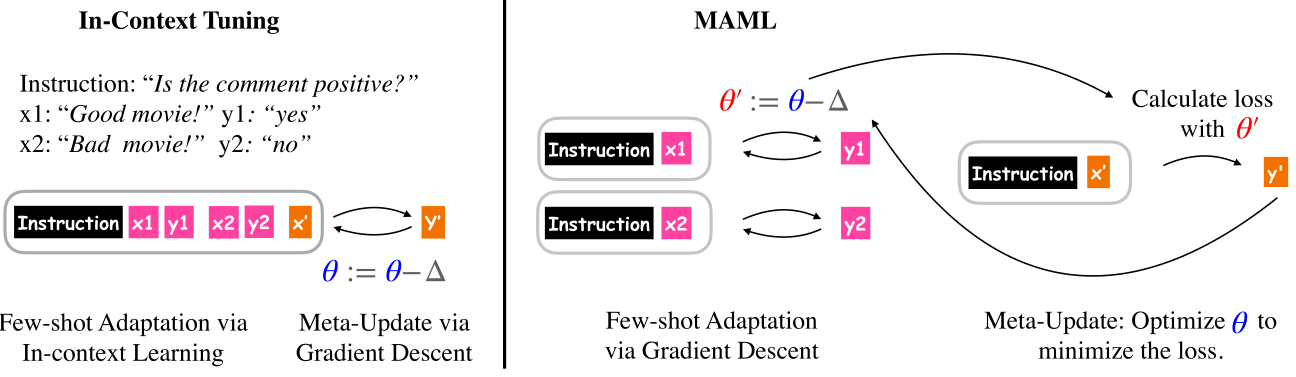 In-Context Tuning
Instruction: “Is the comment positive?”
x1: “Good movie!” y1: “yes”
x2: “Bad movie!” y2: “no”
Instruction x1 y1 x2 y2 x' Y'
θ := θ − Δ
Few-shot Adaptation via
In-context Learning
Meta-Update via
Gradient Descent
MAML
θ' := θ − Δ
Instruction x1 y1
Instruction x2 y2
Few-shot Adaptation
via Gradient Descent
Calculate loss
with θ'
Instruction x' y'
Meta-Update: Optimize θ to
minimize the loss.